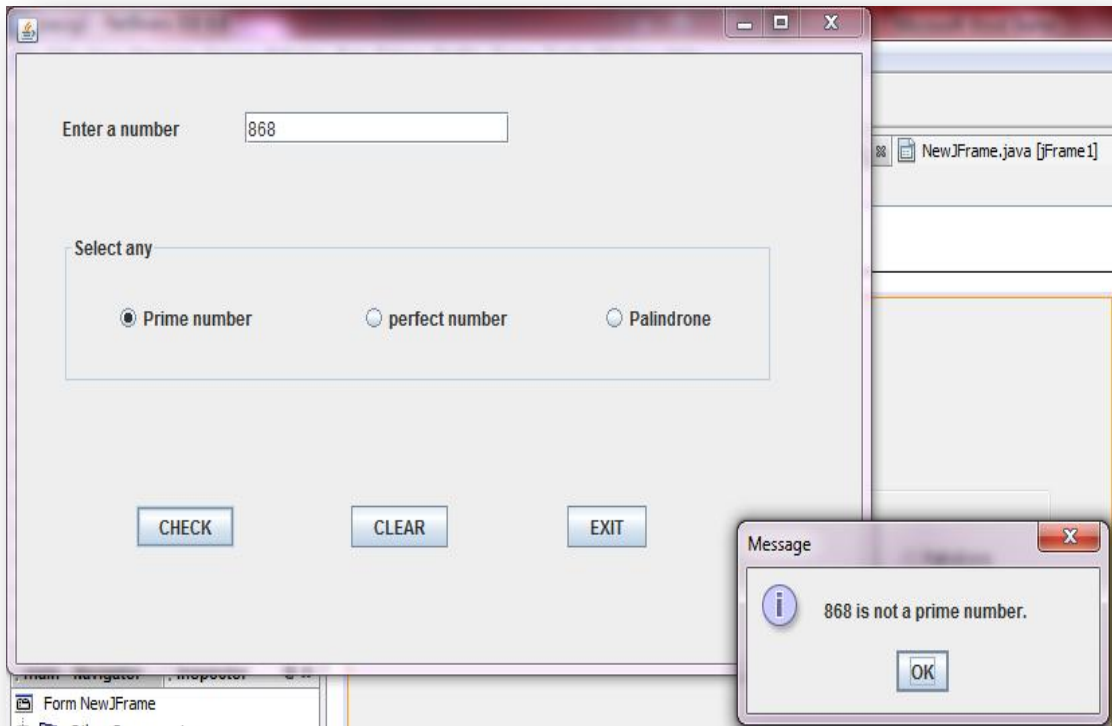 Enter a number 868
NewJFrame.java [jFrame1]
Select any
Prime number perfect number Palindrone
CHECK CLEAR EXIT
Message
868 is not a prime number.
OK
Form NewJFrame